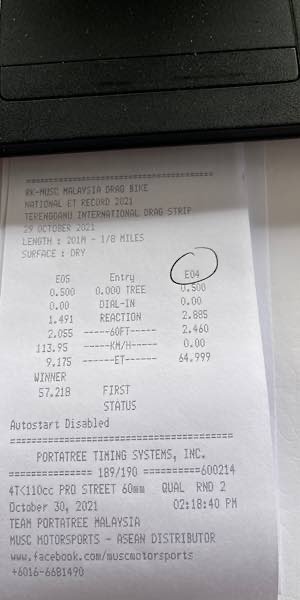 =====================================
RK-MUSC MALAYSIA DRAG BIKE
NATIONAL ET RECORD 2021
TERENGGANU INTERNATIONAL DRAG STRIP
29 OCTOBER 2021
LENGTH : 201M - 1/8 MILES
SURFACE : DRY
E05 Entry E04
0.500 0.000 TREE 0.500
0.00 DIAL-IN 0.00
1.491 REACTION 2.885
2.055 -----60FT----- 2.460
113.95 -----KM/H----- 0.00
9.175 ------ET------ 64.999
WINNER
57.218 FIRST
STATUS
Autostart Disabled
=====================================
PORTATREE TIMING SYSTEMS, INC.
=============== 189/190 ==========600214
4T<110cc PRO STREET 60mm QUAL RND 2
October 30, 2021 02:18:40 PM
TEAM PORTATREE MALAYSIA
MUSC MOTORSPORTS - ASEAN DISTRIBUTOR
www.facebook.com/muscmotorsports
+6016-6681490